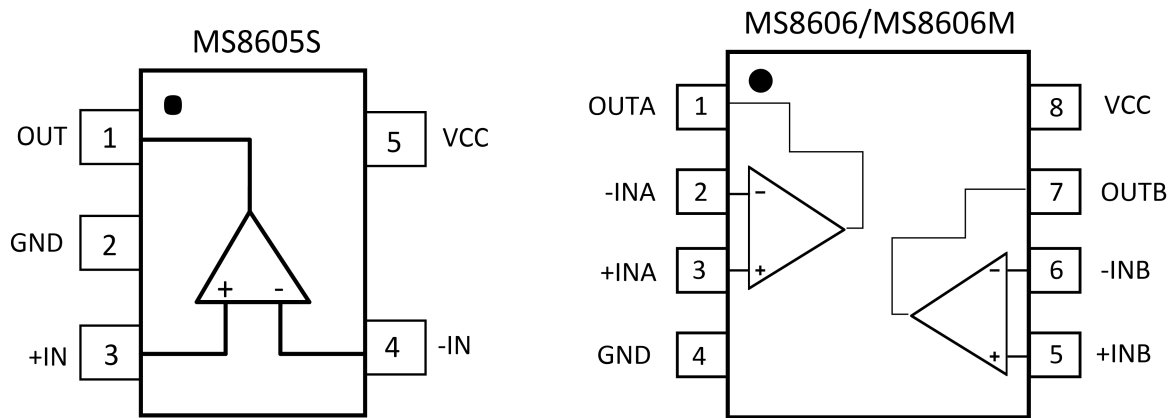 MS8605S
OUT 1
5 VCC
GND 2
+ -
+IN 3
4 -IN
MS8606/MS8606M
OUTA 1
8 VCC
-INA 2 −
7 OUTB
+INA 3 +
− 6 -INB
GND 4
+ 5 +INB